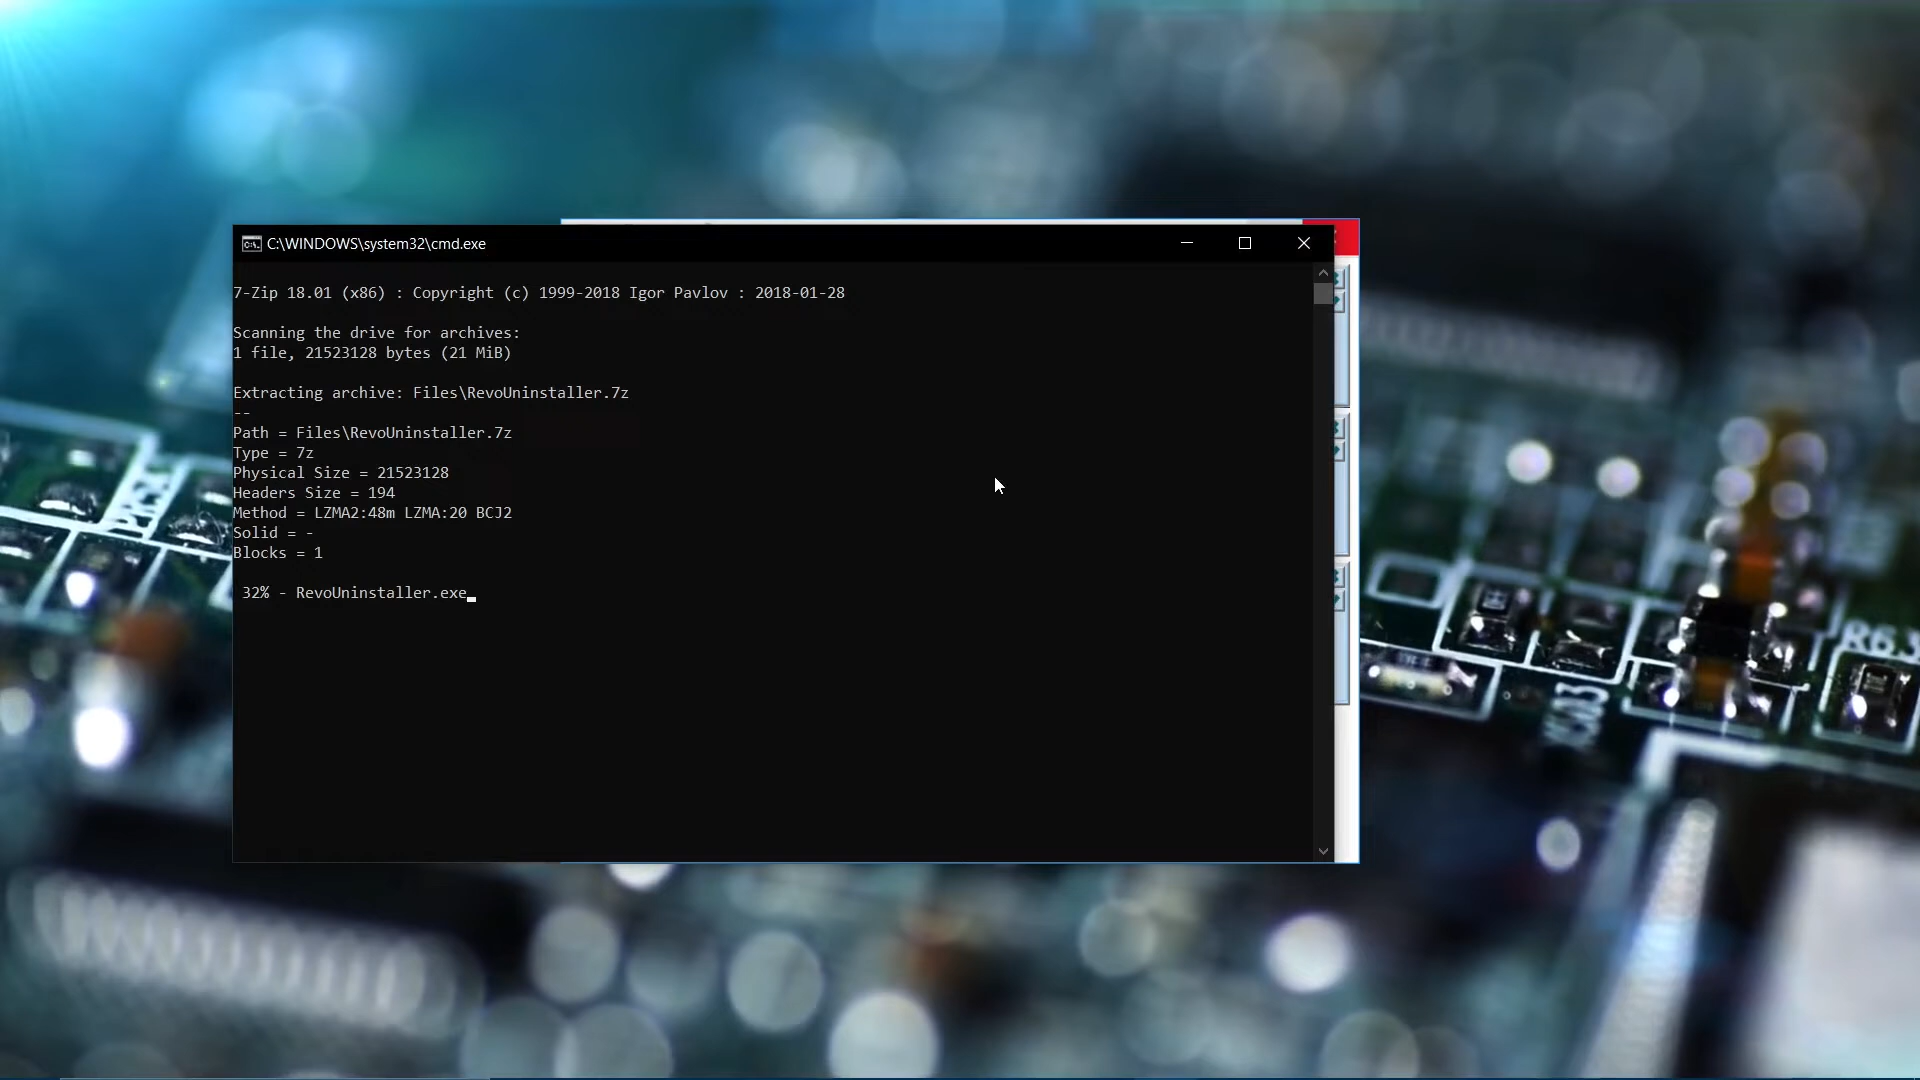 C:\WINDOWS\system32\cmd.exe
7-Zip 18.01 (x86) : Copyright (c) 1999-2018 Igor Pavlov : 2018-01-28
Scanning the drive for archives:
1 file, 21523128 bytes (21 MiB)
Extracting archive: Files\RevoUninstaller.7z
--
Path = Files\RevoUninstaller.7z
Type = 7z
Physical Size = 21523128
Headers Size = 194
Method = LZMA2:48m LZMA:20 BCJ2
Solid = -
Blocks = 1
32% - RevoUninstaller.exe